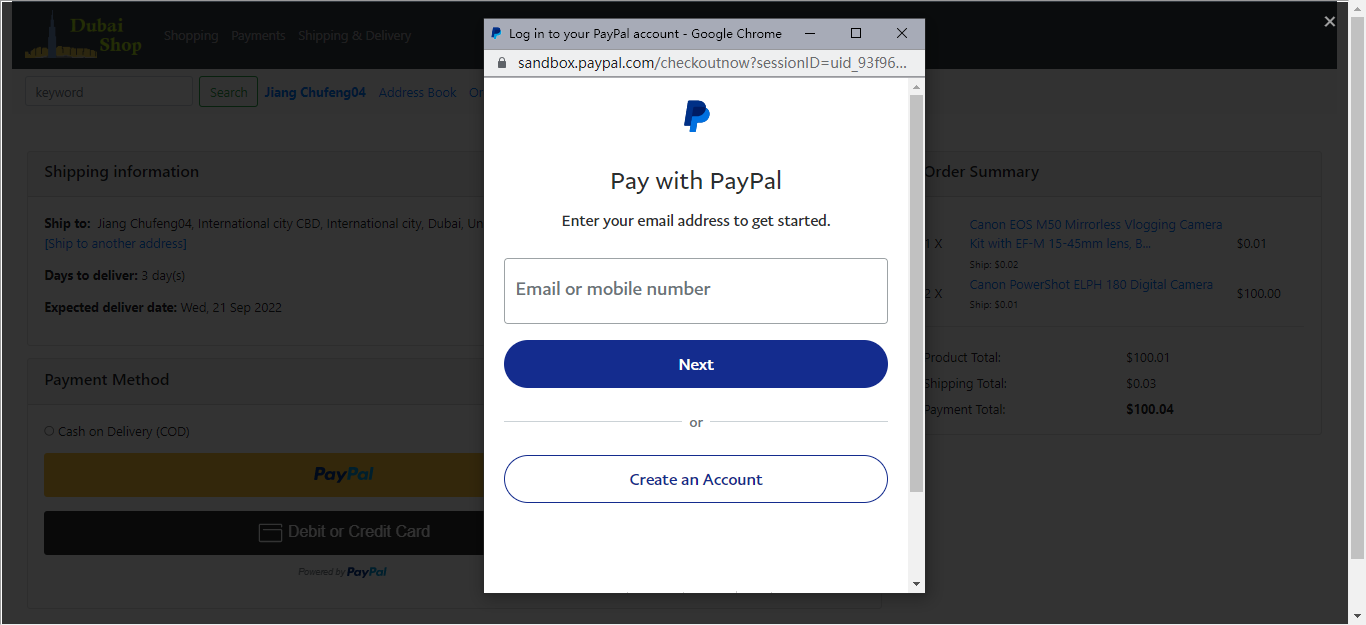 Dubai
Shop
Shopping Payments Shipping & Delivery
keyword Search Jiang Chufeng04 Address Book Or
Shipping information
Ship to: Jiang Chufeng04, International city CBD, International city, Dubai, Un
[Ship to another address]
Days to deliver: 3 day(s)
Expected deliver date: Wed, 21 Sep 2022
Payment Method
Cash on Delivery (COD)
PayPal
Debit or Credit Card
Powered by PayPal
Log in to your PayPal account - Google Chrome
sandbox.paypal.com/checkoutnow?sessionID=uid_93f96...
Pay with PayPal
Enter your email address to get started.
Email or mobile number
Next
or
Create an Account
Order Summary
1 X Canon EOS M50 Mirrorless Vlogging Camera
Kit with EF-M 15-45mm lens, B... $0.01
Ship: $0.02
2 X Canon PowerShot ELPH 180 Digital Camera $100.00
Ship: $0.01
Product Total: $100.01
Shipping Total: $0.03
Payment Total: $100.04